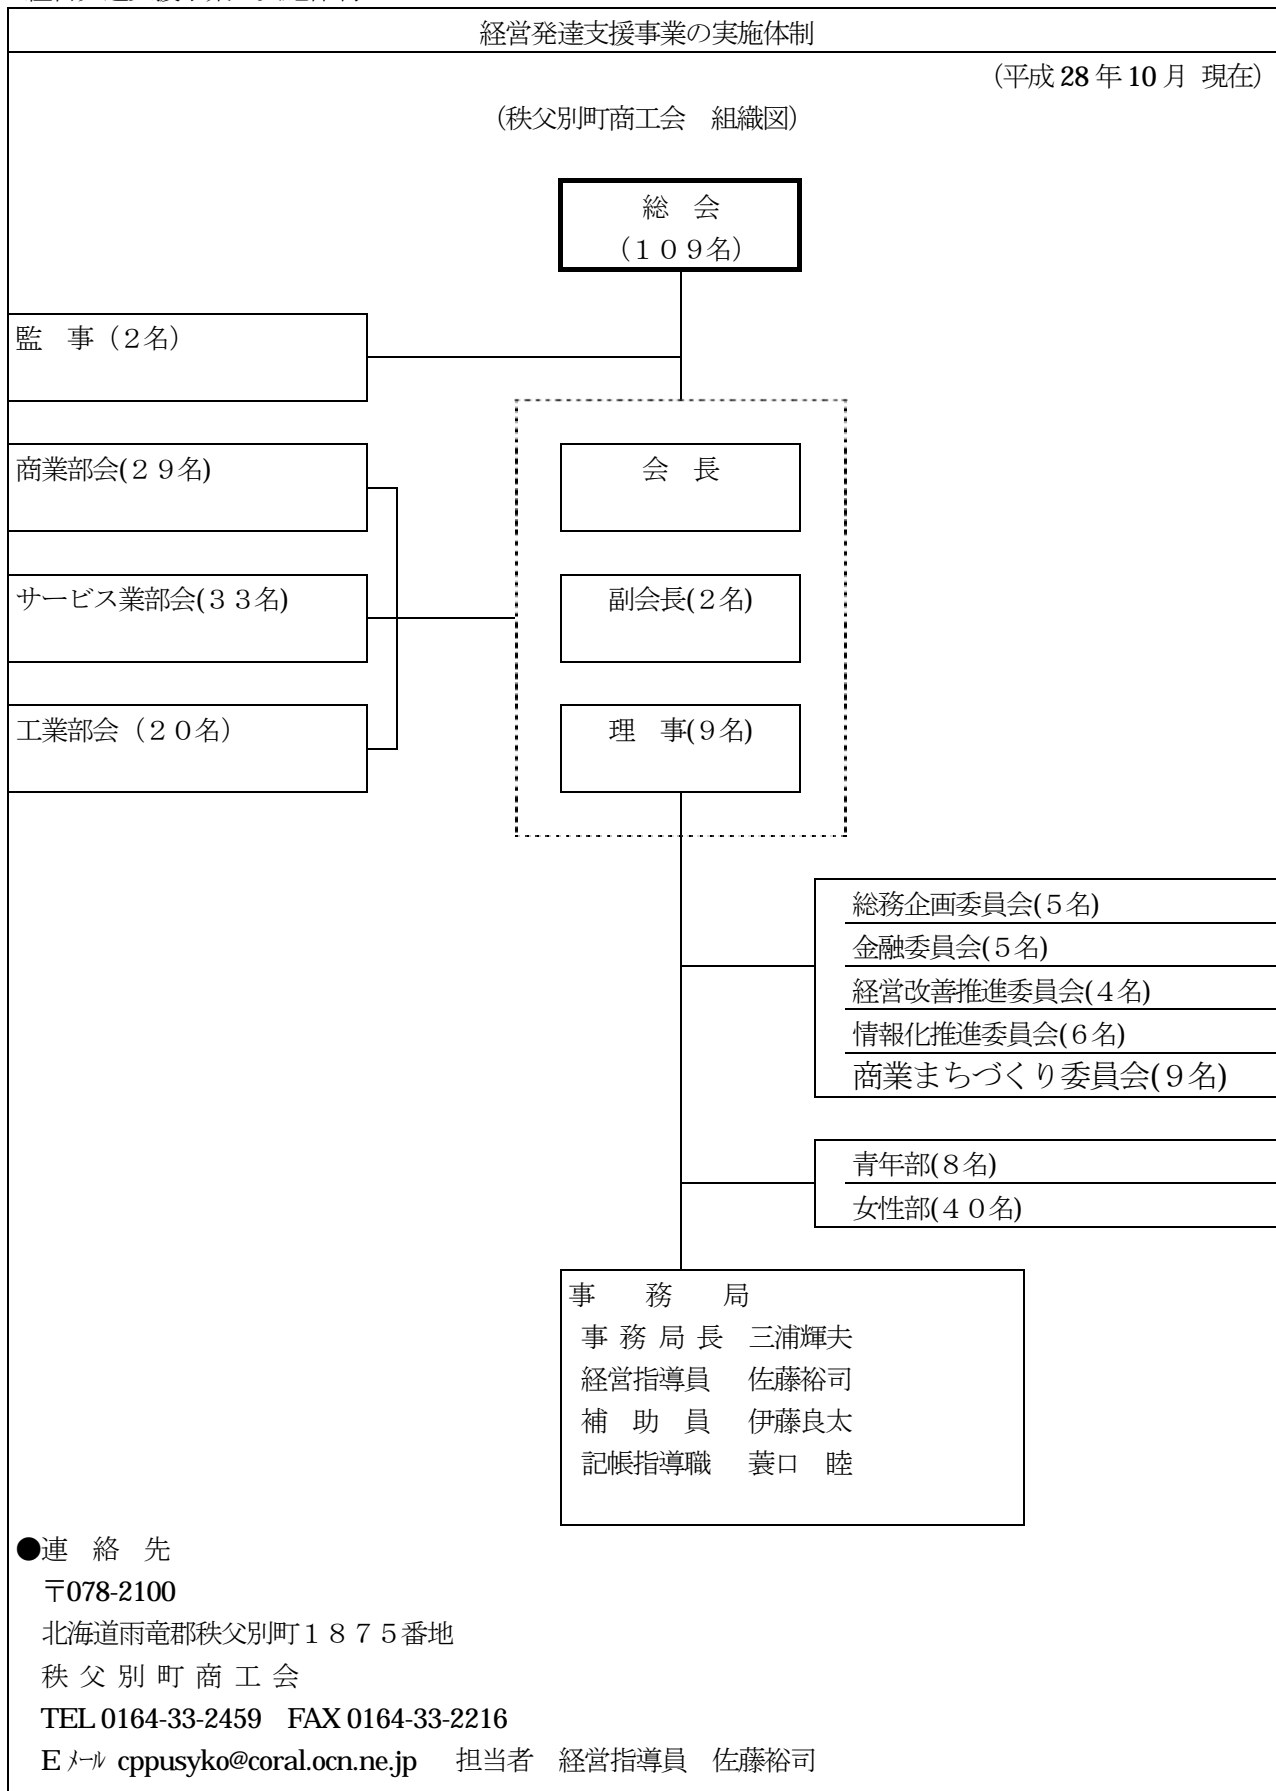 経営発達支援事業の実施体制
(平成 28 年 10 月 現在)
(秩父別町商工会　組織図)
総　会
(１０９名)
監　事（２名）
商業部会(２９名)
会　長
サービス業部会(３３名)
副会長(２名)
工業部会（２０名）
理　事(９名)
総務企画委員会(５名)
金融委員会(５名)
経営改善推進委員会(４名)
情報化推進委員会(６名)
商業まちづくり委員会(９名)
青年部(８名)
女性部(４０名)
事　務　局
事 務 局 長　三浦輝夫
経営指導員　佐藤裕司
補　助　員　伊藤良太
記帳指導職　蓑口　睦
●連　絡　先
〒078-2100
北海道雨竜郡秩父別町１８７５番地
秩 父 別 町 商 工 会
TEL 0164-33-2459　FAX 0164-33-2216
E ﾒｰﾙ cppusyko@coral.ocn.ne.jp　担当者　経営指導員　佐藤裕司